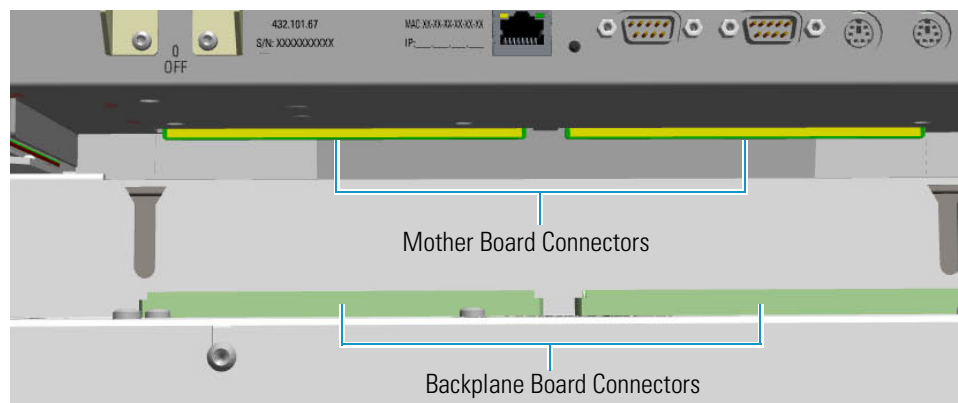 432.101.67
MAC XX-XX-XX-XX-XX-XX
S/N: XXXXXXXXXX
IP:___.___.___.___
0
OFF
Mother Board Connectors
Backplane Board Connectors